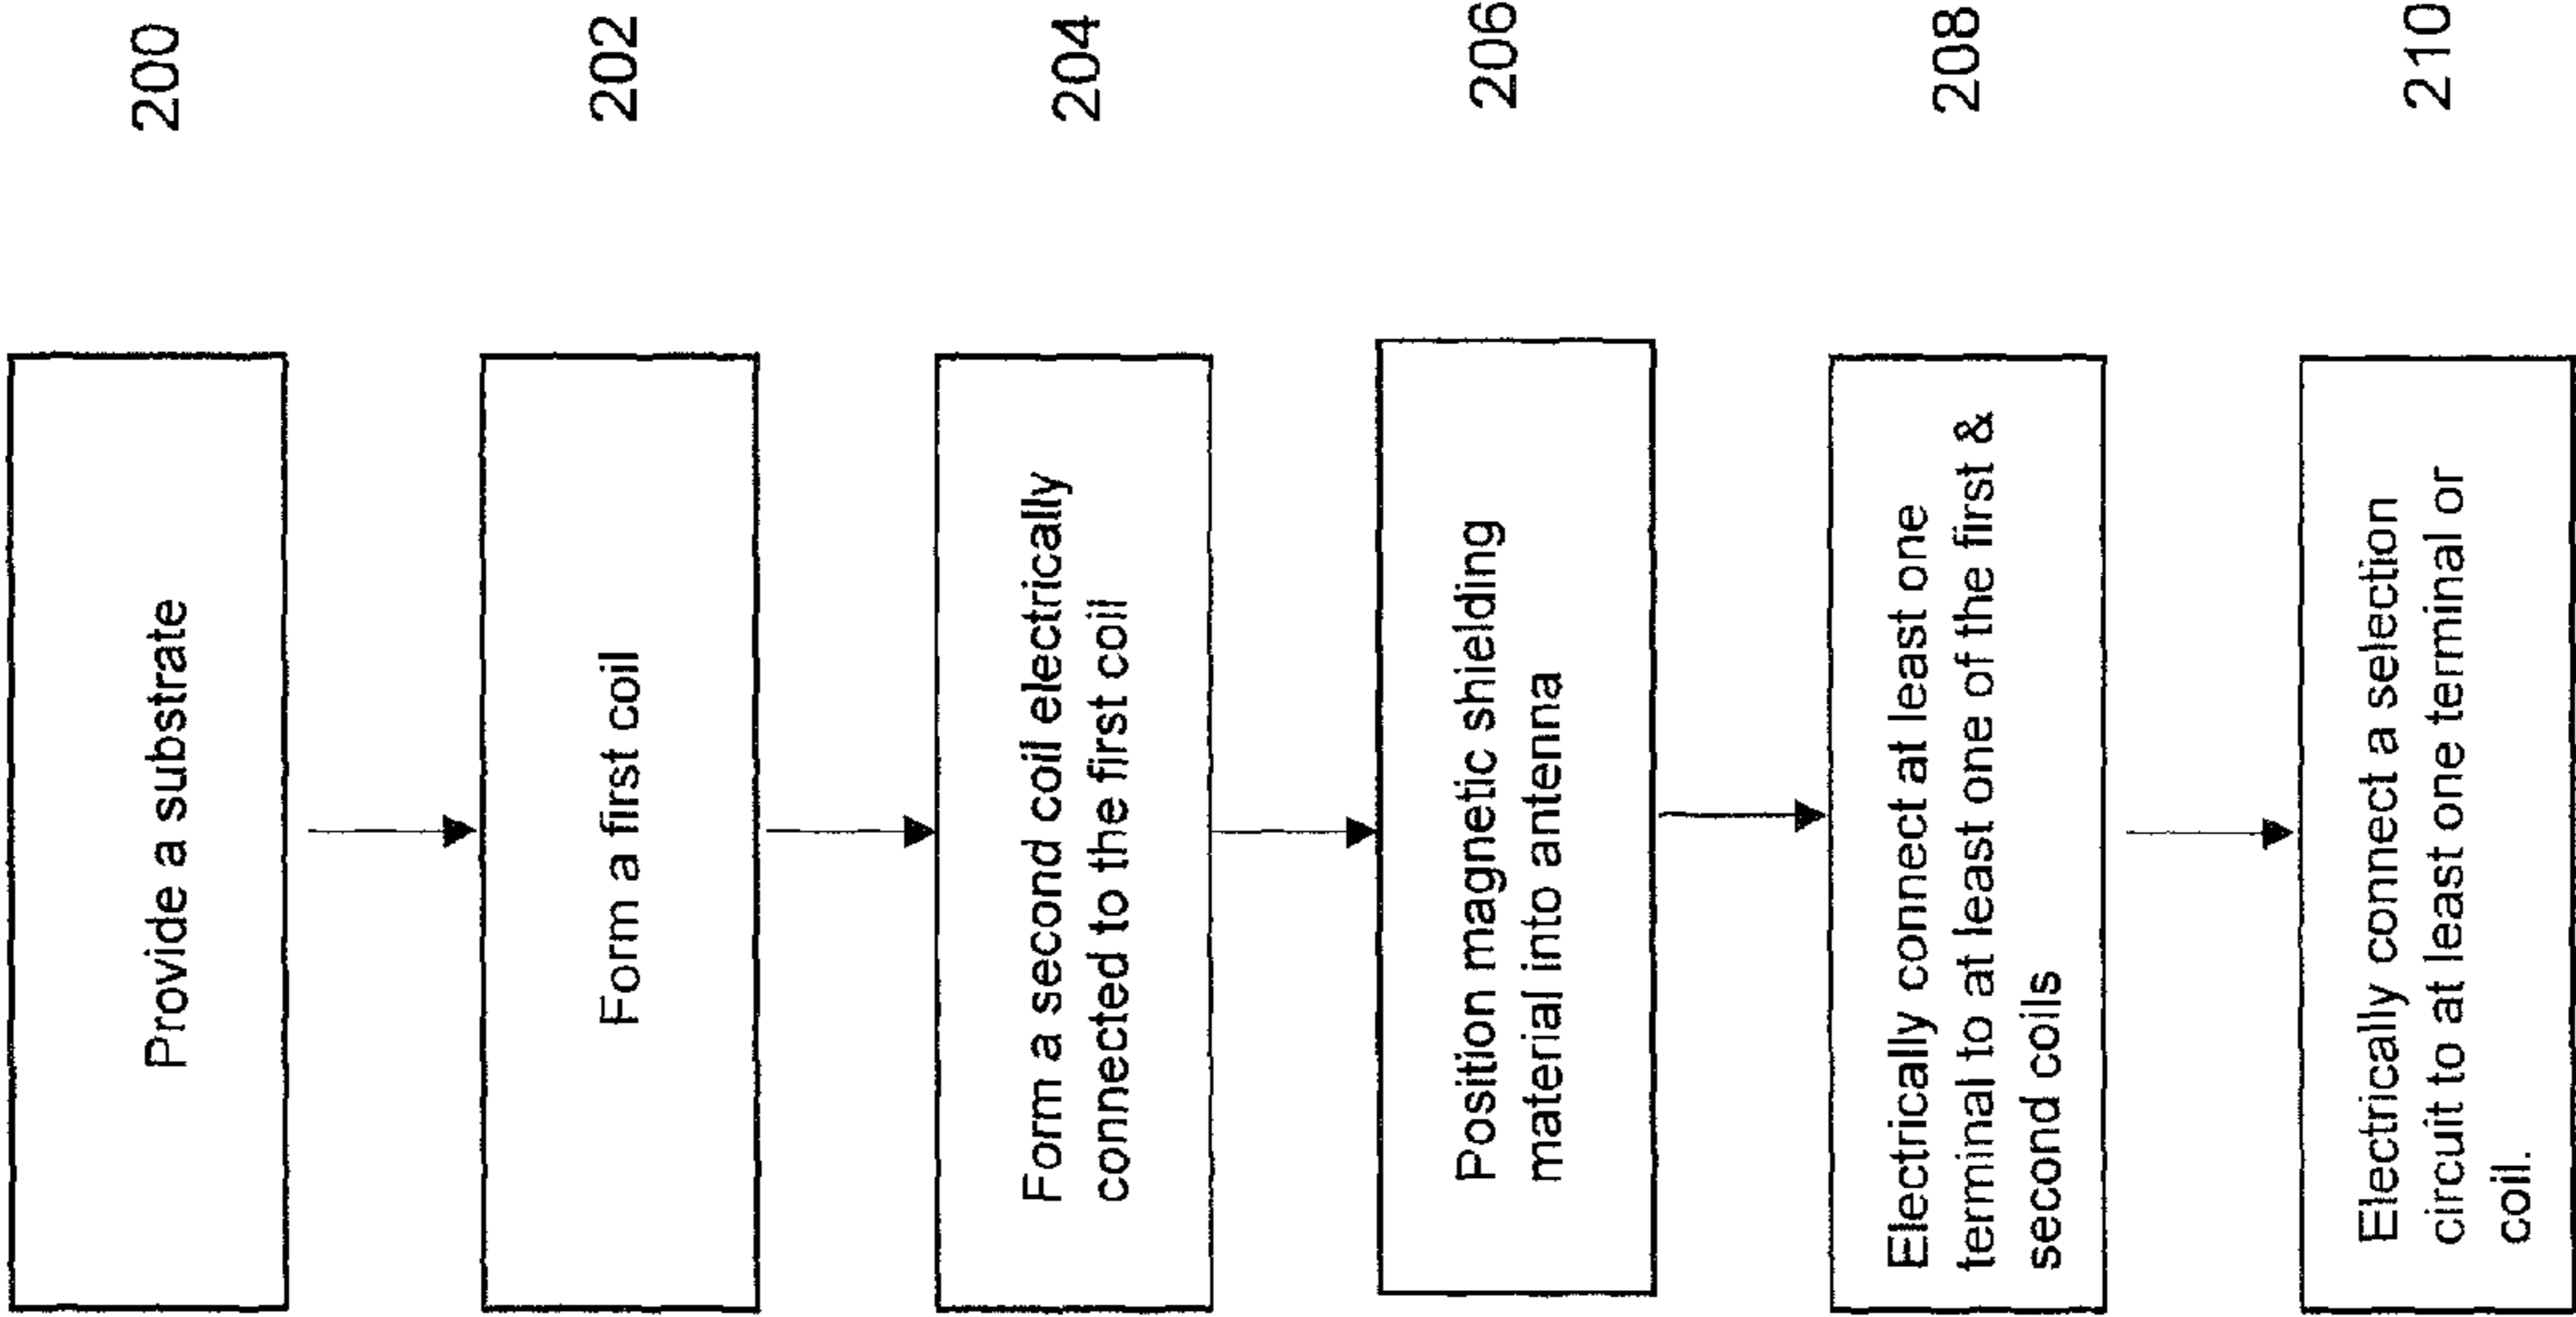 Provide a substrate
200
Form a first coil
202
Form a second coil electrically
connected to the first coil
204
Position magnetic shielding
material into antenna
206
Electrically connect at least one
terminal to at least one of the first &
second coils
208
Electrically connect a selection
circuit to at least one terminal or
coil.
210